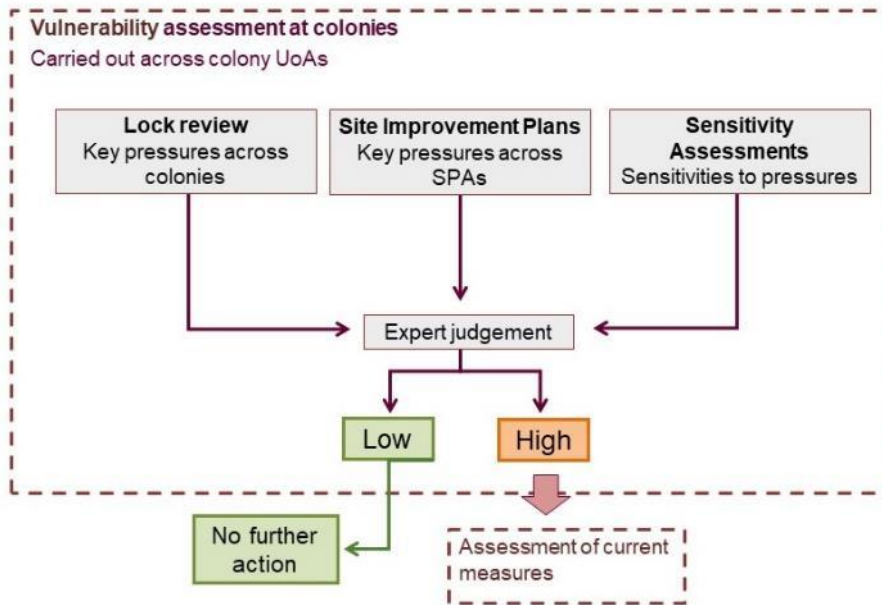 Vulnerability assessment at colonies
Carried out across colony UoAs
Lock review
Key pressures across
colonies
Site Improvement Plans
Key pressures across
SPAs
Sensitivity
Assessments
Sensitivities to pressures
Expert judgement
Low
High
No further
action
Assessment of current
measures